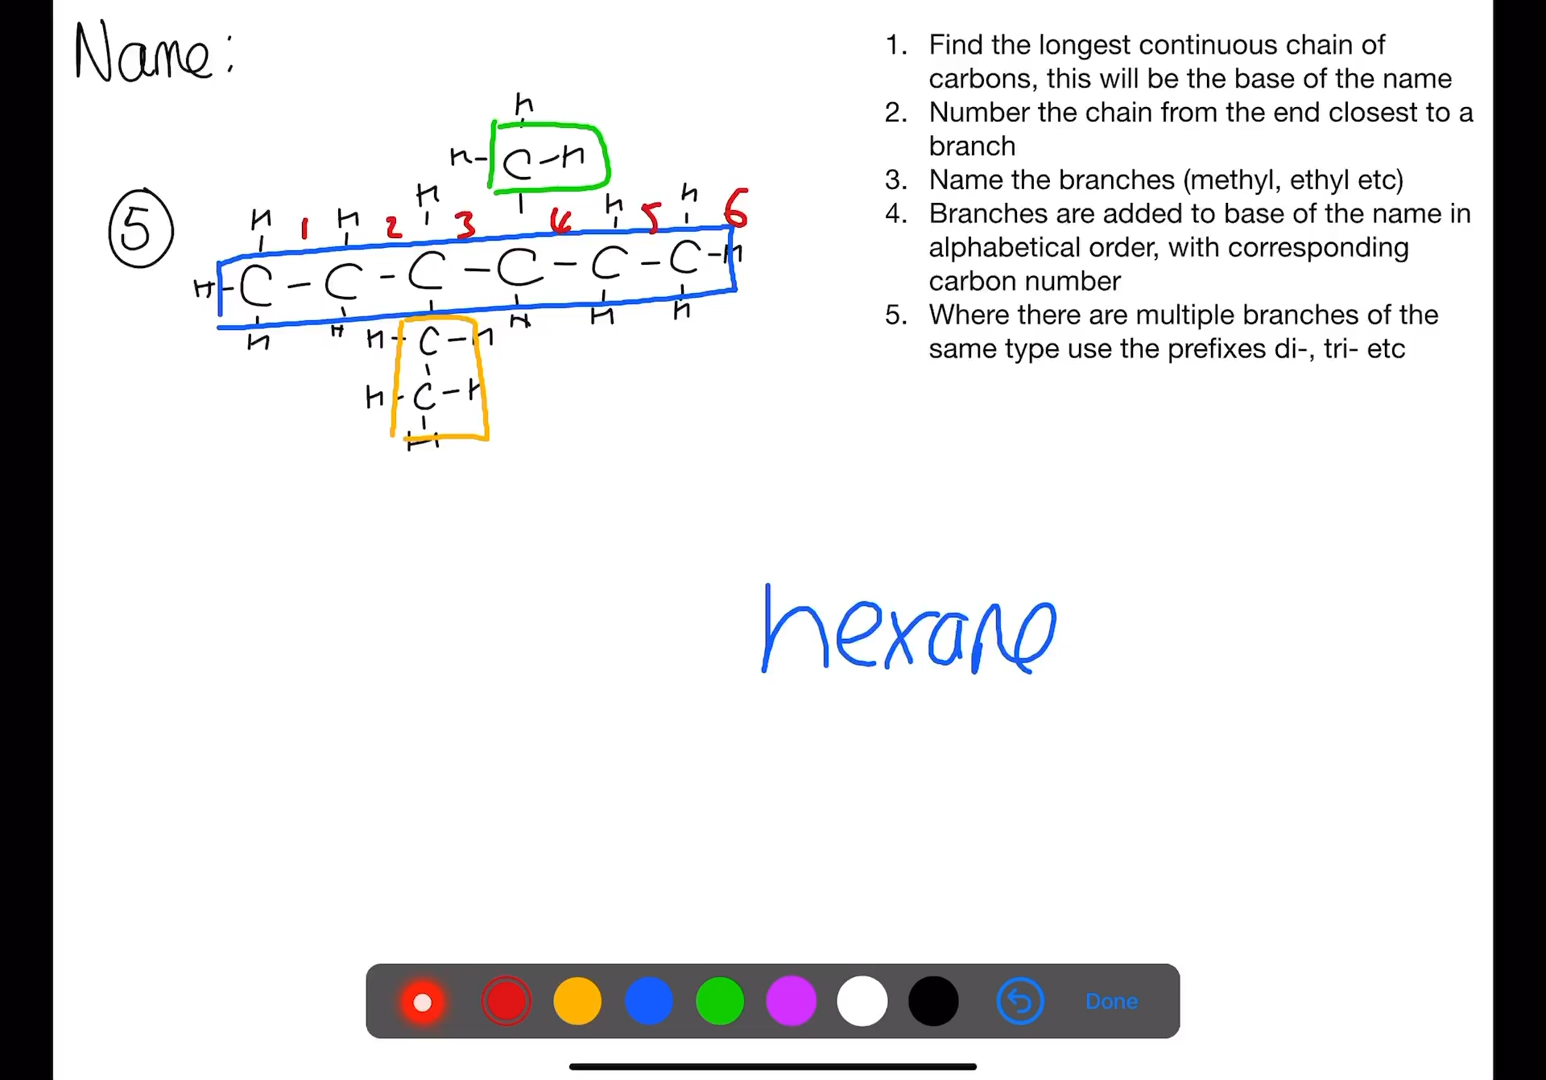 Name:
1. Find the longest continuous chain of
carbons, this will be the base of the name
2. Number the chain from the end closest to a
branch
3. Name the branches (methyl, ethyl etc)
4. Branches are added to base of the name in
alphabetical order, with corresponding
carbon number
5. Where there are multiple branches of the
same type use the prefixes di-, tri- etc
H
H-C-H
H
5
H 1 H 2 3 4 H 5 H 6
H-C-C-C-C-C-C-H
H H H H H
H-C-H
H-C-H
H
hexane
Done